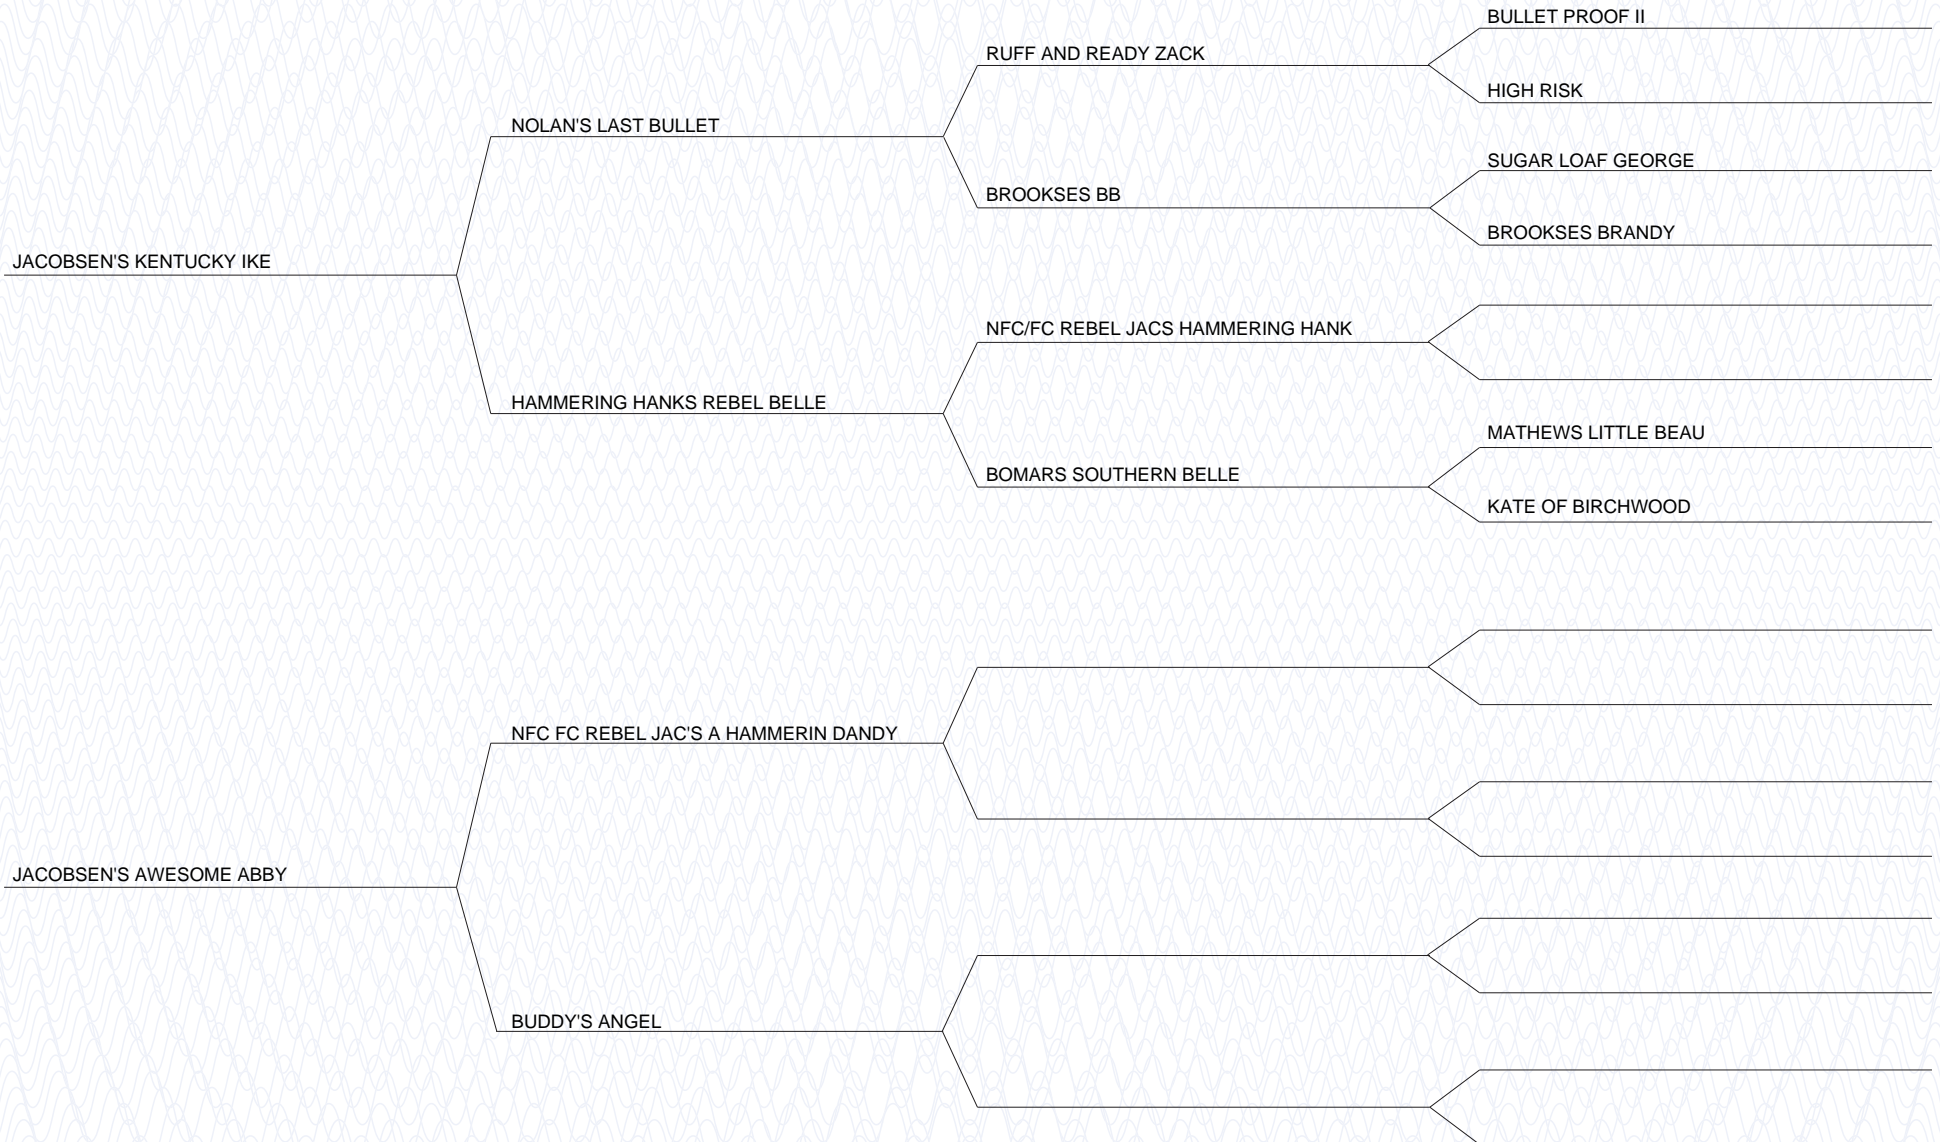 BULLET PROOF II
RUFF AND READY ZACK
HIGH RISK
NOLAN'S LAST BULLET
SUGAR LOAF GEORGE
BROOKSES BB
BROOKSES BRANDY
JACOBSEN'S KENTUCKY IKE
NFC/FC REBEL JACS HAMMERING HANK
HAMMERING HANKS REBEL BELLE
MATHEWS LITTLE BEAU
BOMARS SOUTHERN BELLE
KATE OF BIRCHWOOD
NFC FC REBEL JAC'S A HAMMERIN DANDY
JACOBSEN'S AWESOME ABBY
BUDDY'S ANGEL